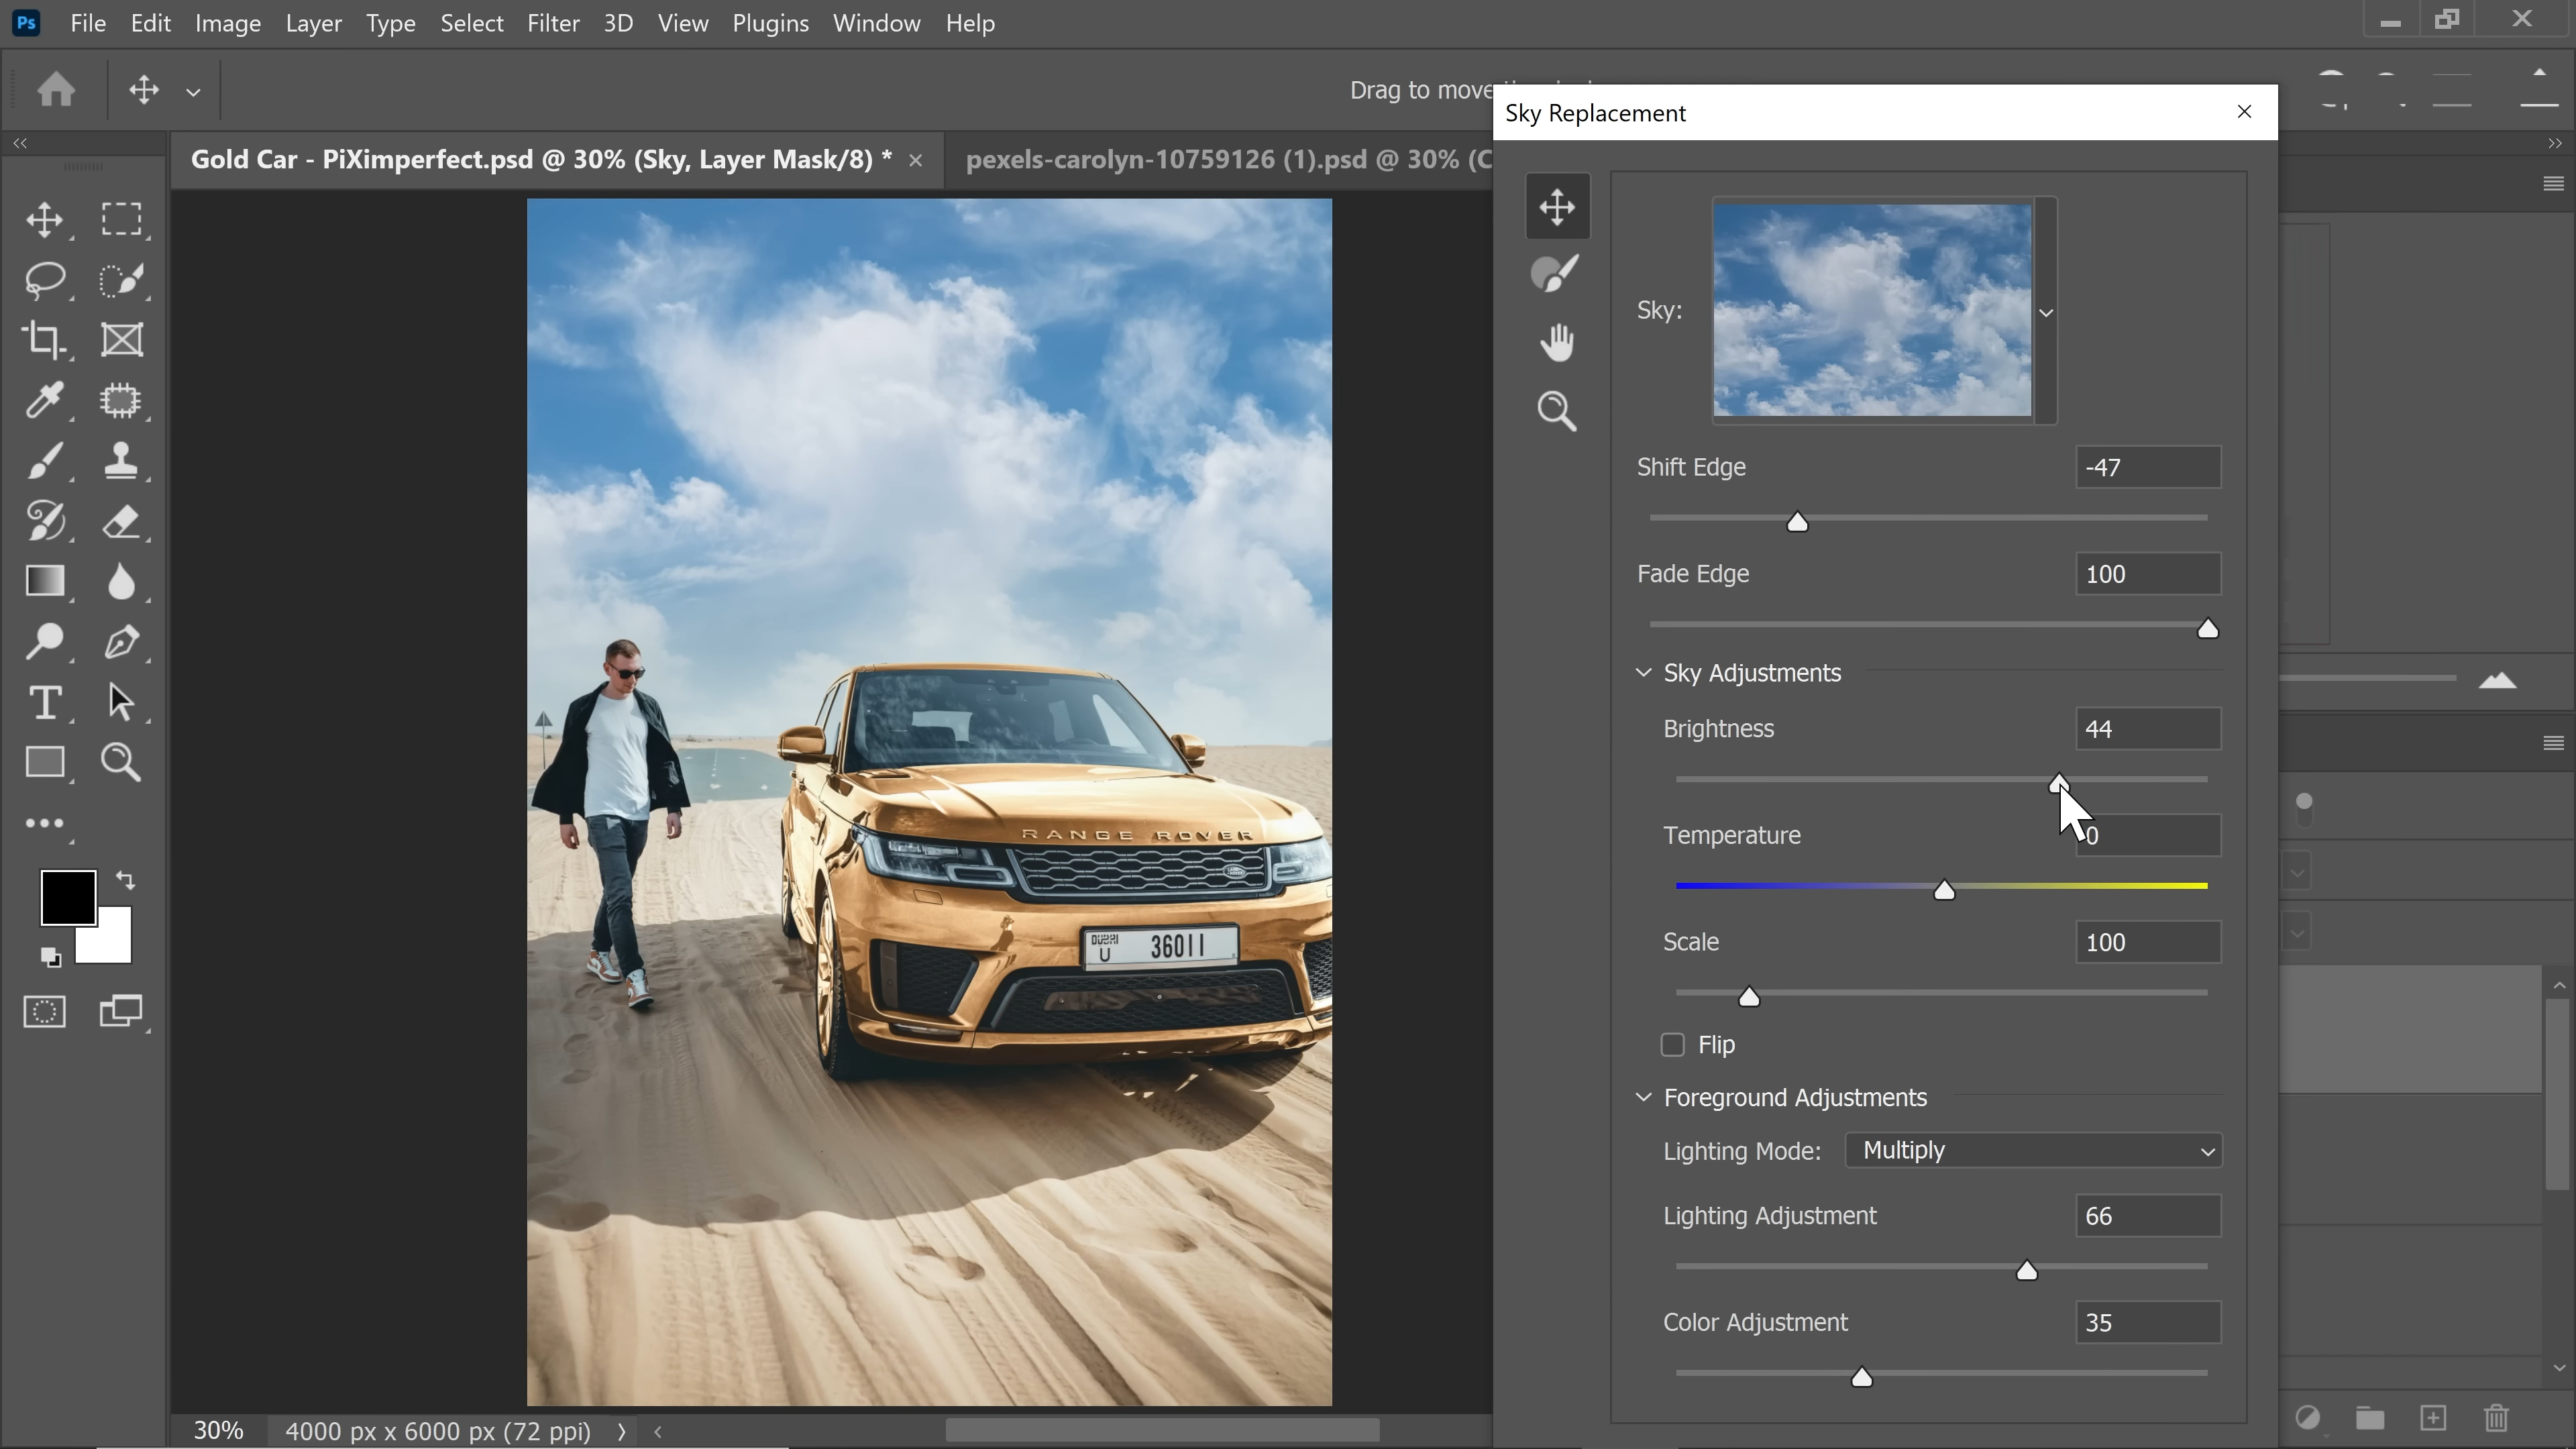 Ps File Edit Image Layer Type Select Filter 3D View Plugins Window Help
Drag to move
Sky Replacement
Gold Car - PiXimperfect.psd @ 30% (Sky, Layer Mask/8) *
pexels-carolyn-10759126 (1).psd @ 30% (C
Sky:
Shift Edge -47
Fade Edge 100
Sky Adjustments
Brightness 44
Temperature 0
Scale 100
Flip
Foreground Adjustments
Lighting Mode: Multiply
Lighting Adjustment 66
Color Adjustment 35
RANGE ROVER
DUBAI
U 36011
30% 4000 px x 6000 px (72 ppi)